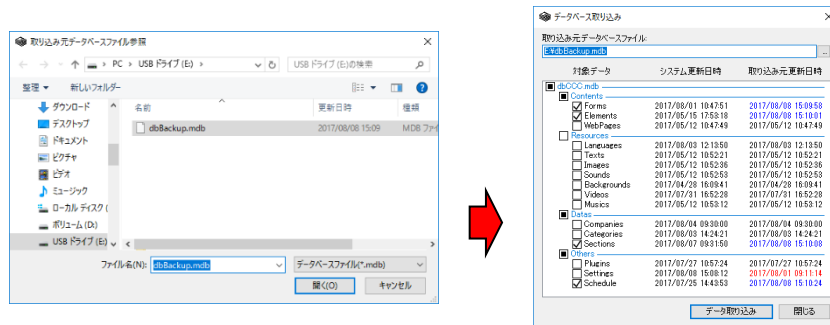 取り込み元データベースファイル参照
PC > USB ドライブ (E:) >
USB ドライブ (E:)の検索
整理
新しいフォルダー
ダウンロード
デスクトップ
ドキュメント
ピクチャ
ビデオ
ミュージック
ローカル ディスク (
ボリューム (D:)
USB ドライブ (E:)
名前
更新日時
種類
dbBackup.mdb
2017/08/08 15:09
MDB ファイ
ファイル名(N):
dbBackup.mdb
データベースファイル(*.mdb)
開く(O)
キャンセル
データベース取り込み
取り込み元データベースファイル:
E:¥dbBackup.mdb
...
対象データ システム更新日時 取り込み元更新日時
dbCCC.mdb
Contents
Forms 2017/08/01 10:47:51 2017/08/08 15:09:58
Elements 2017/05/15 17:53:18 2017/08/08 15:10:01
WebPages 2017/05/12 10:47:49 2017/05/12 10:47:49
Resources
Languages 2017/08/03 12:13:50 2017/08/03 12:13:50
Texts 2017/05/12 10:52:21 2017/05/12 10:52:21
Images 2017/05/12 10:52:36 2017/05/12 10:52:36
Sounds 2017/05/12 10:52:53 2017/05/12 10:52:53
Backgrounds 2017/04/28 16:09:41 2017/04/28 16:09:41
Videos 2017/07/31 16:52:28 2017/07/31 16:52:28
Musics 2017/05/12 10:53:12 2017/05/12 10:53:12
Datas
Companies 2017/08/04 09:30:00 2017/08/04 09:30:00
Categories 2017/08/03 14:24:21 2017/08/03 14:24:21
Sections 2017/08/07 09:31:50 2017/08/08 15:10:08
Others
Plugins 2017/07/27 10:57:24 2017/07/27 10:57:24
Settings 2017/08/08 15:08:12 2017/08/01 09:11:14
Schedule 2017/07/25 14:43:53 2017/08/08 15:10:24
データ取り込み
閉じる